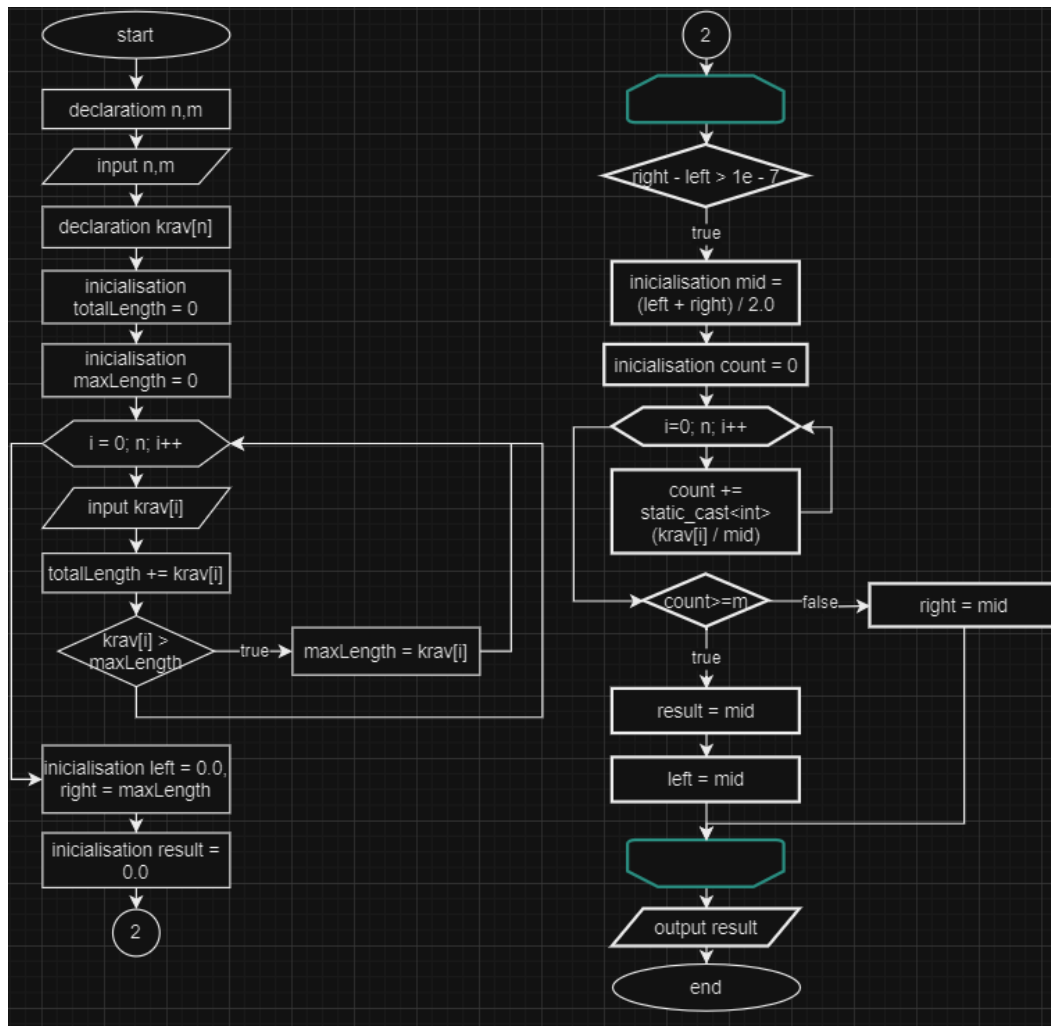 start
declaratiom n,m
input n,m
declaration krav[n]
inicialisation
totalLength = 0
inicialisation
maxLength = 0
i = 0; n; i++
input krav[i]
totalLength += krav[i]
krav[i] >
maxLength
true
maxLength = krav[i]
inicialisation left = 0.0,
right = maxLength
inicialisation result =
0.0
2
2
right - left > 1e - 7
true
inicialisation mid =
(left + right) / 2.0
inicialisation count = 0
i=0; n; i++
count +=
static_cast<int>
(krav[i] / mid)
count>=m
false
right = mid
true
result = mid
left = mid
output result
end